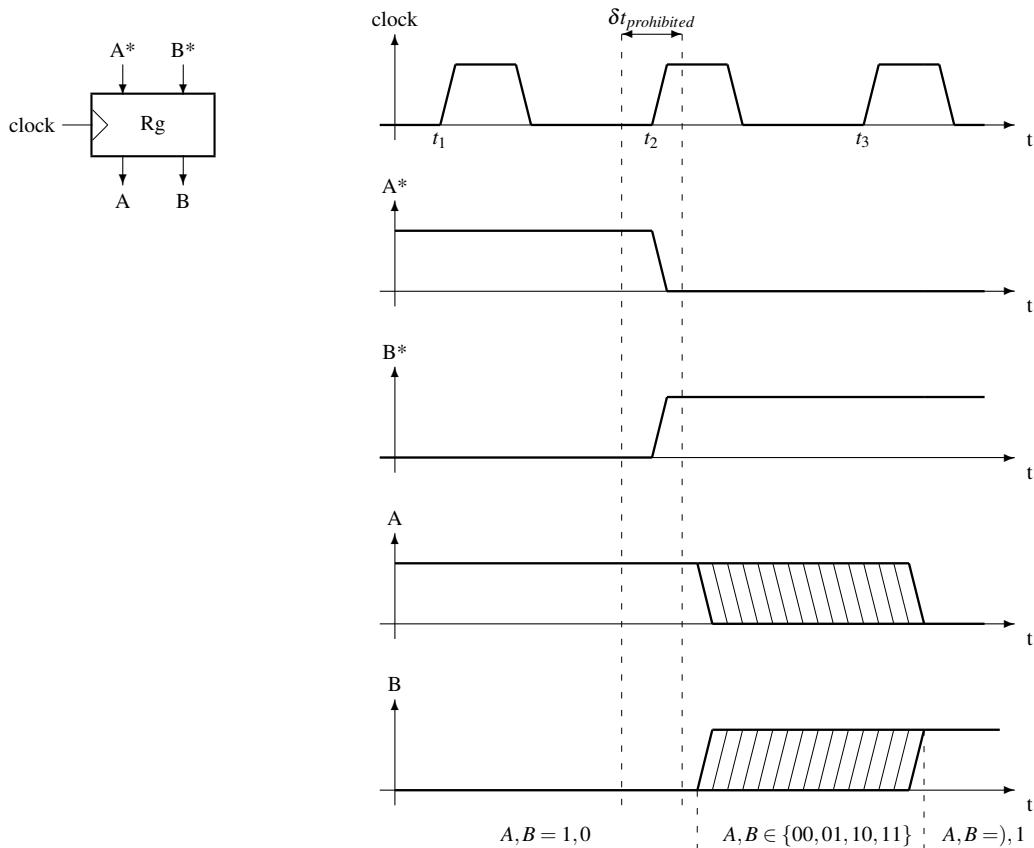 A* B*
clock Rg
A B
clock δt_prohibited
t_1 t_2 t_3 t
A*
t
B*
t
A
t
B
t
A, B = 1, 0 A, B ∈ {00, 01, 10, 11} A, B =), 1